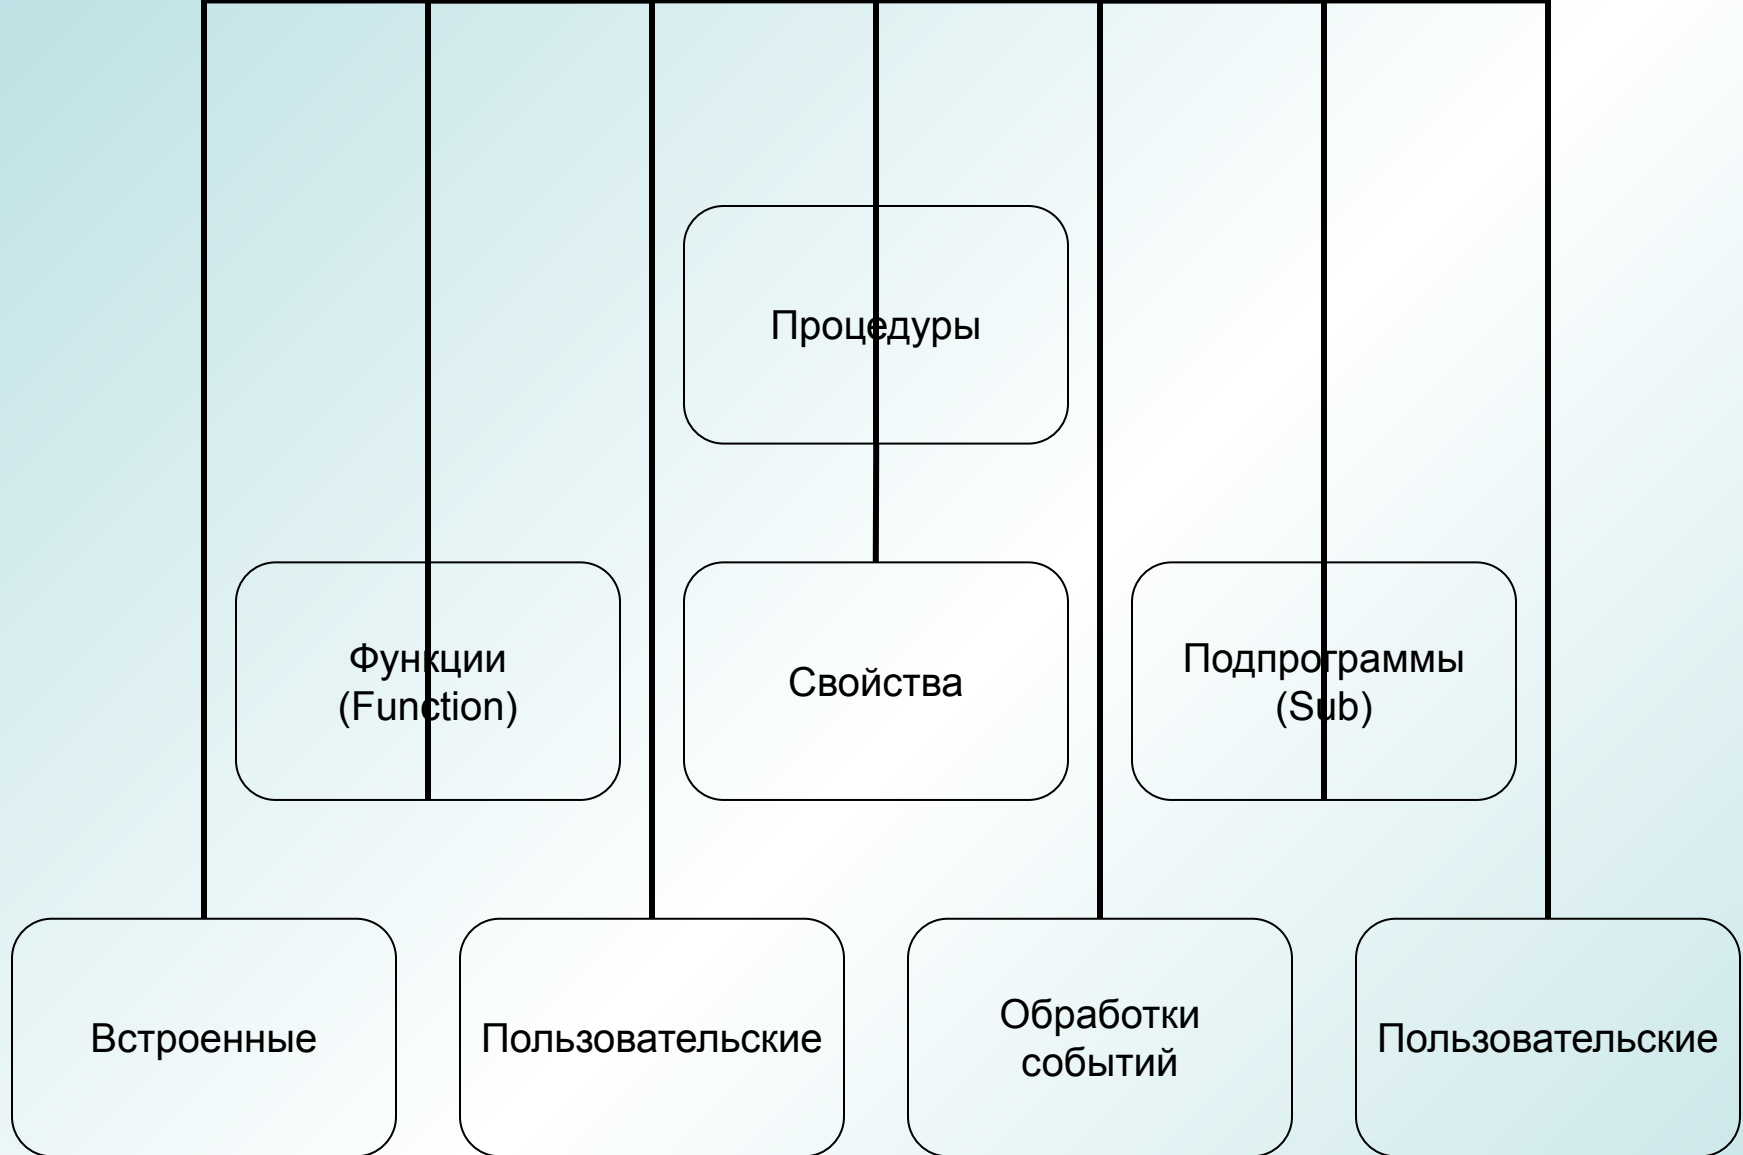 Процедуры
Функции
(Function)
Свойства
Подпрограммы
(Sub)
Встроенные
Пользовательские
Обработки
событий
Пользовательские